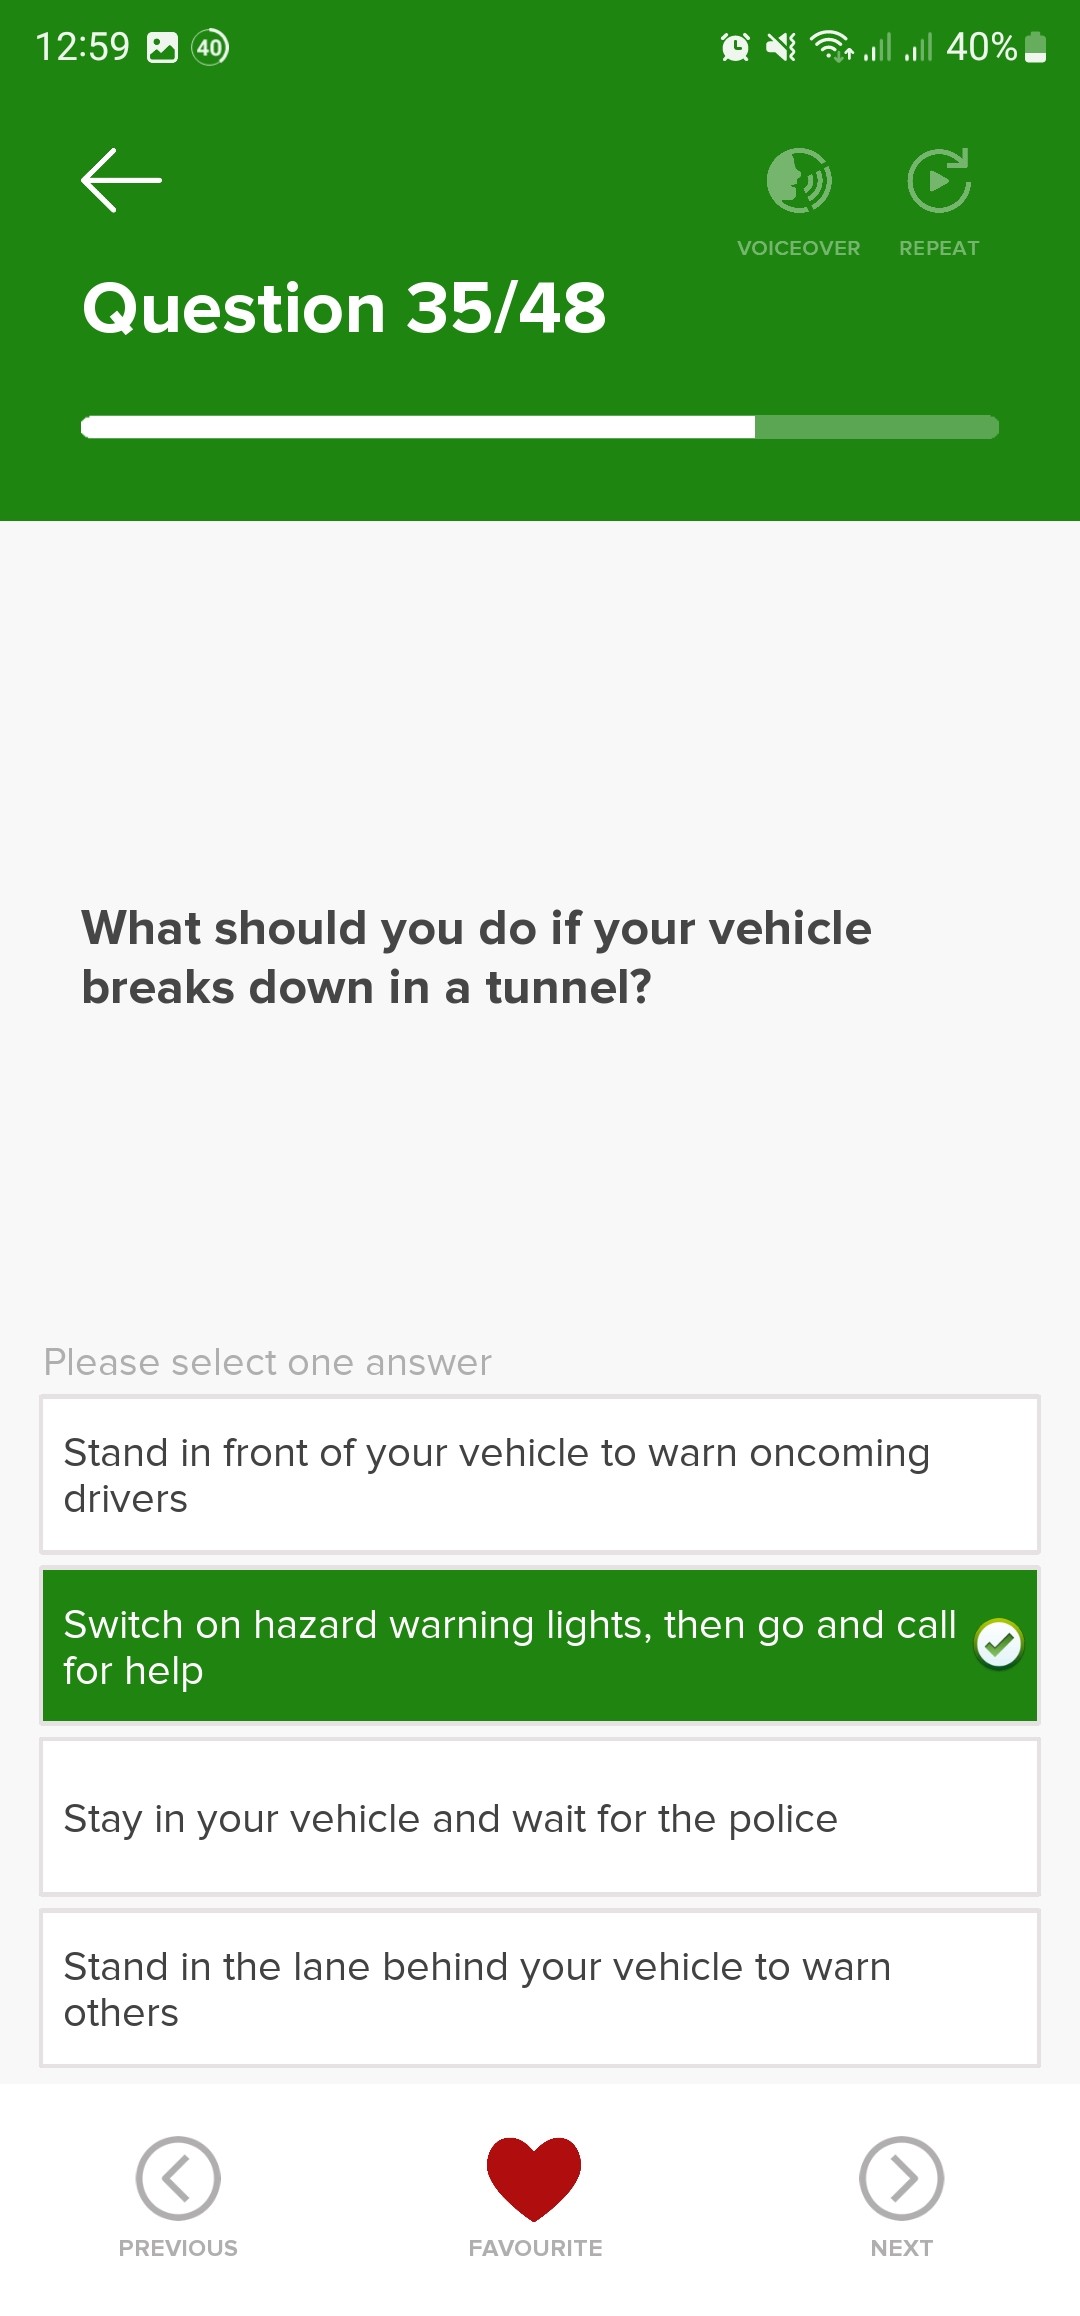 12:59 40 40%
VOICEOVER REPEAT
Question 35/48
What should you do if your vehicle
breaks down in a tunnel?
Please select one answer
Stand in front of your vehicle to warn oncoming
drivers
Switch on hazard warning lights, then go and call
for help
Stay in your vehicle and wait for the police
Stand in the lane behind your vehicle to warn
others
PREVIOUS FAVOURITE NEXT